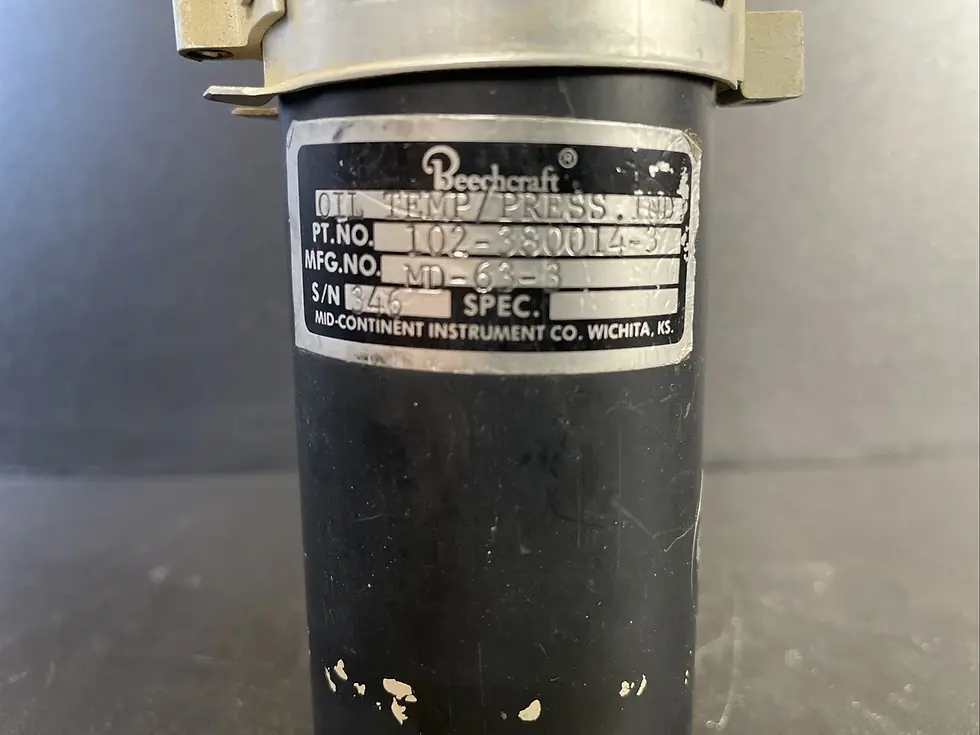 Beechcraft ®
OIL TEMP/PRESS. IND
PT.NO. 102-380014-3
MFG.NO. MD-63-3
S/N 346 SPEC.
MID-CONTINENT INSTRUMENT CO. WICHITA, KS.